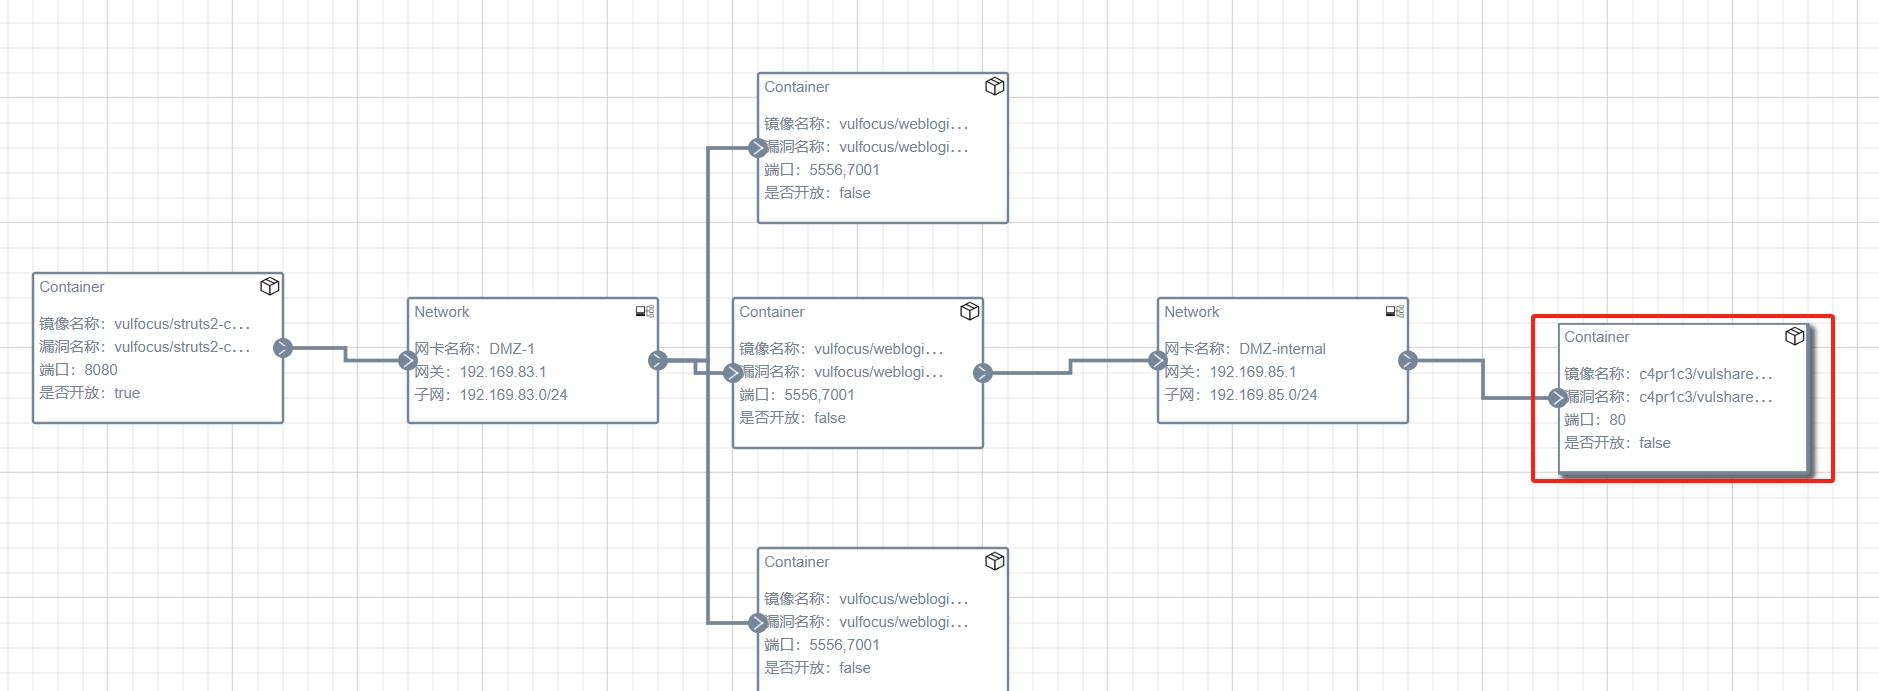 Container
镜像名称：vulfocus/weblogi...
漏洞名称：vulfocus/weblogi...
端口：5556,7001
是否开放：false
Container
镜像名称：vulfocus/struts2-c...
漏洞名称：vulfocus/struts2-c...
端口：8080
是否开放：true
Network
网卡名称：DMZ-1
网关：192.169.83.1
子网：192.169.83.0/24
Container
镜像名称：vulfocus/weblogi...
漏洞名称：vulfocus/weblogi...
端口：5556,7001
是否开放：false
Network
网卡名称：DMZ-internal
网关：192.169.85.1
子网：192.169.85.0/24
Container
镜像名称：c4pr1c3/vulshare...
漏洞名称：c4pr1c3/vulshare...
端口：80
是否开放：false
Container
镜像名称：vulfocus/weblogi...
漏洞名称：vulfocus/weblogi...
端口：5556,7001
是否开放：false